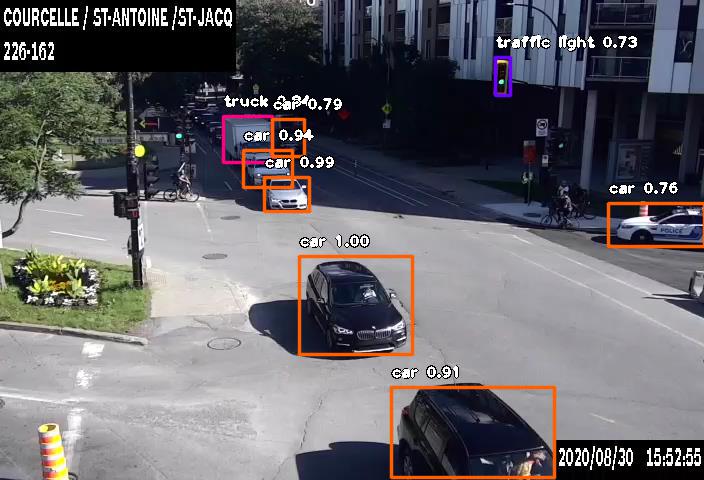 COURCELLE / ST-ANTOINE /ST-JACQ
226-162
traffic light 0.73
truck
car 0.79
car 0.94
car 0.99
car 0.76
POLICE
car 1.00
car 0.91
2020/08/30 15:52:55